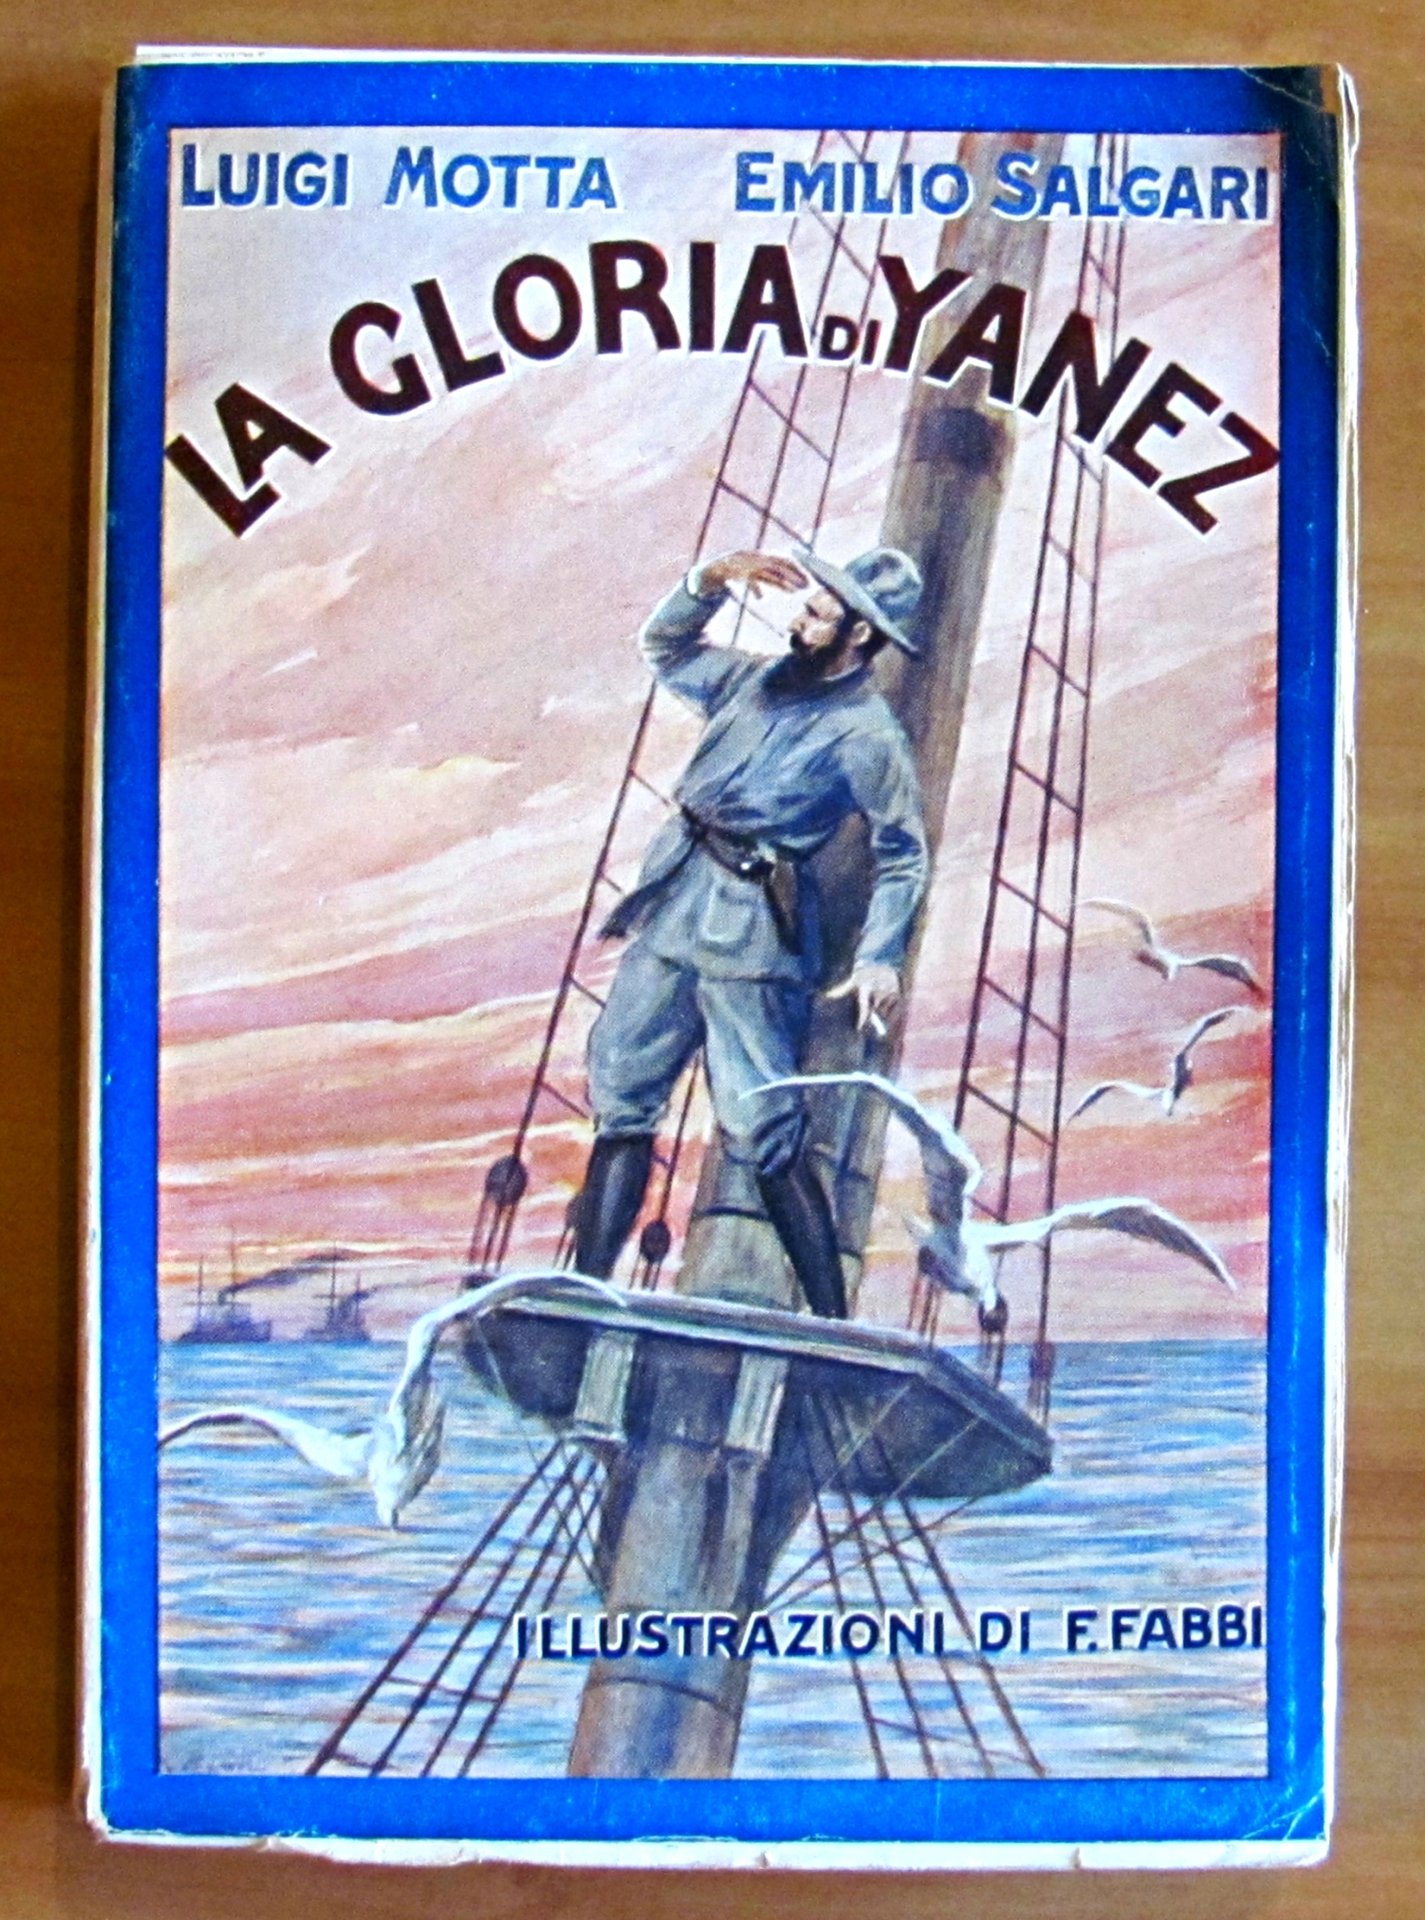 LUIGI MOTTA EMILIO SALGARI
LA GLORIA DI YANEZ
ILLUSTRAZIONI DI F. FABBI